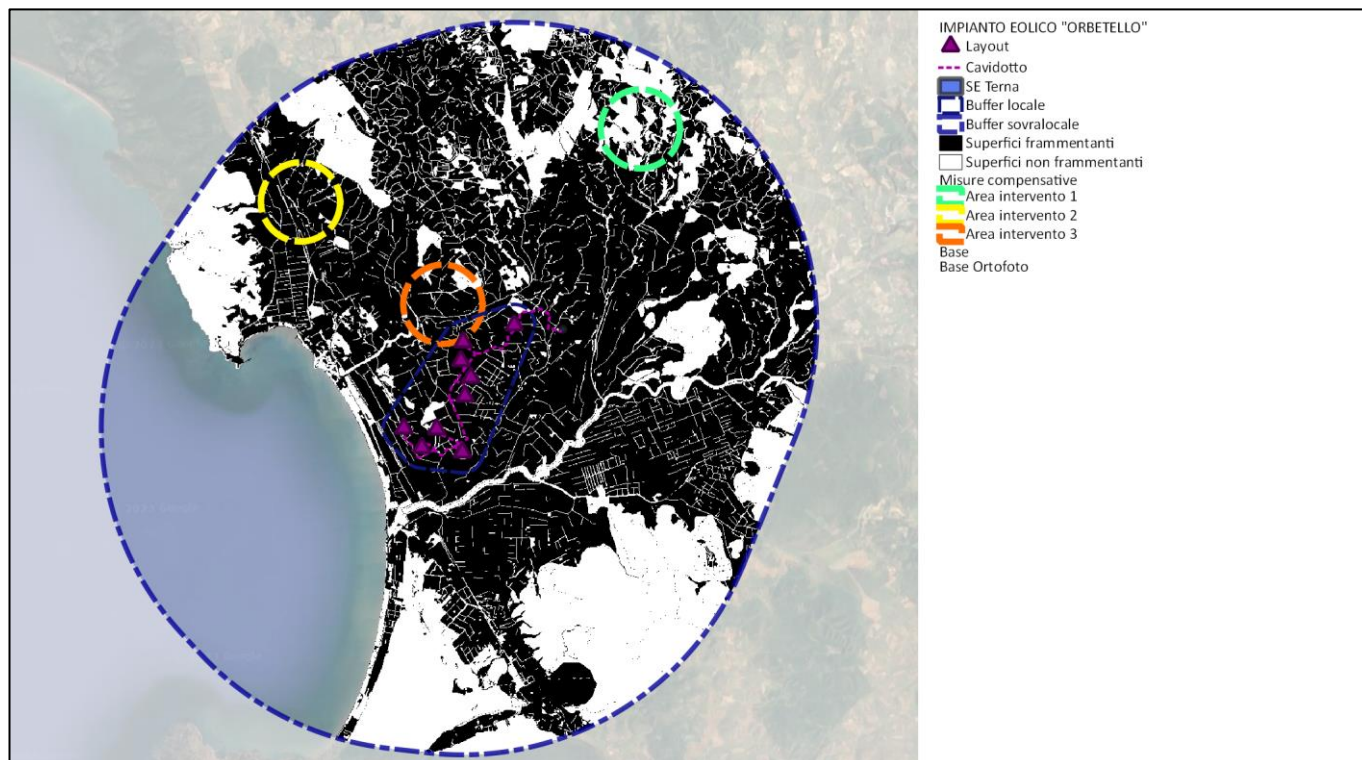 IMPIANTO EOLICO "ORBETELLO"
Layout
Cavidotto
SE Terna
Buffer locale
Buffer sovralocale
Superfici frammentanti
Superfici non frammentanti
Misure compensative
Area intervento 1
Area intervento 2
Area intervento 3
Base
Base Ortofoto